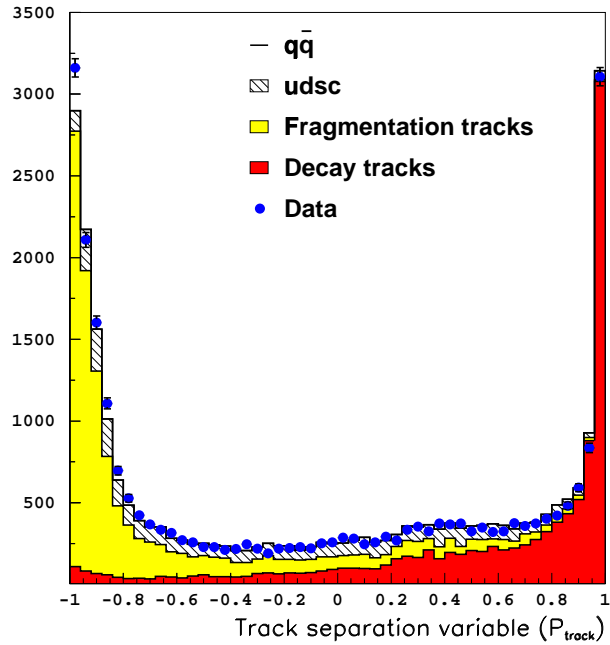 3500
3000
2500
2000
1500
1000
500
qq̄
udsc
Fragmentation tracks
Decay tracks
Data
-1 -0.8 -0.6 -0.4 -0.2 0 0.2 0.4 0.6 0.8 1
Track separation variable (P_track)